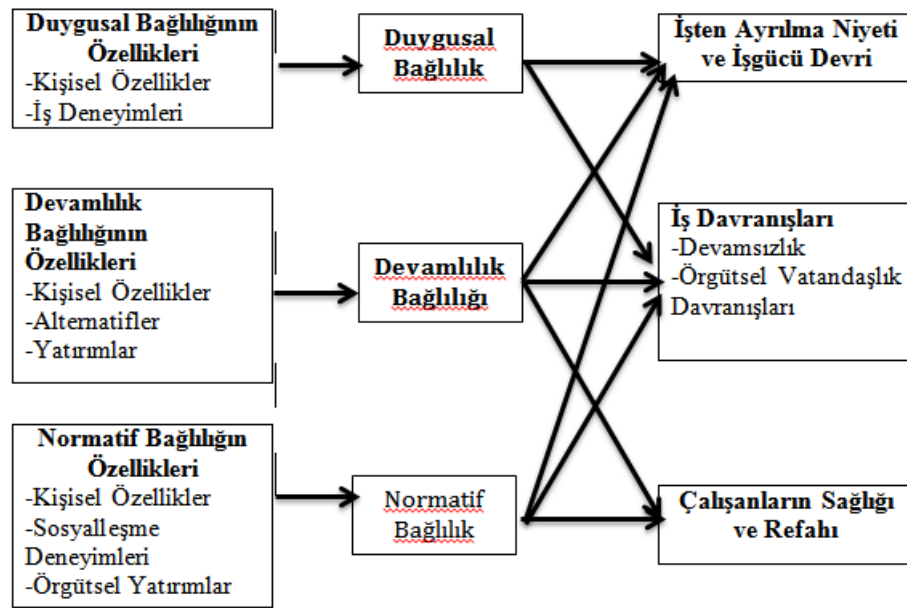 Duygusal Bağlılığının
Özellikleri
-Kişisel Özellikler
-İş Deneyimleri
Duygusal
Bağlılık
İşten Ayrılma Niyeti
ve İşgücü Devri
Devamlılık
Bağlılığının
Özellikleri
-Kişisel Özellikler
-Alternatifler
-Yatırımlar
Devamlılık
Bağlılığı
İş Davranışları
-Devamsızlık
-Örgütsel Vatandaşlık
Davranışları
Normatif Bağlılığın
Özellikleri
-Kişisel Özellikler
-Sosyalleşme
Deneyimleri
-Örgütsel Yatırımlar
Normatif
Bağlılık
Çalışanların Sağlığı
ve Refahı